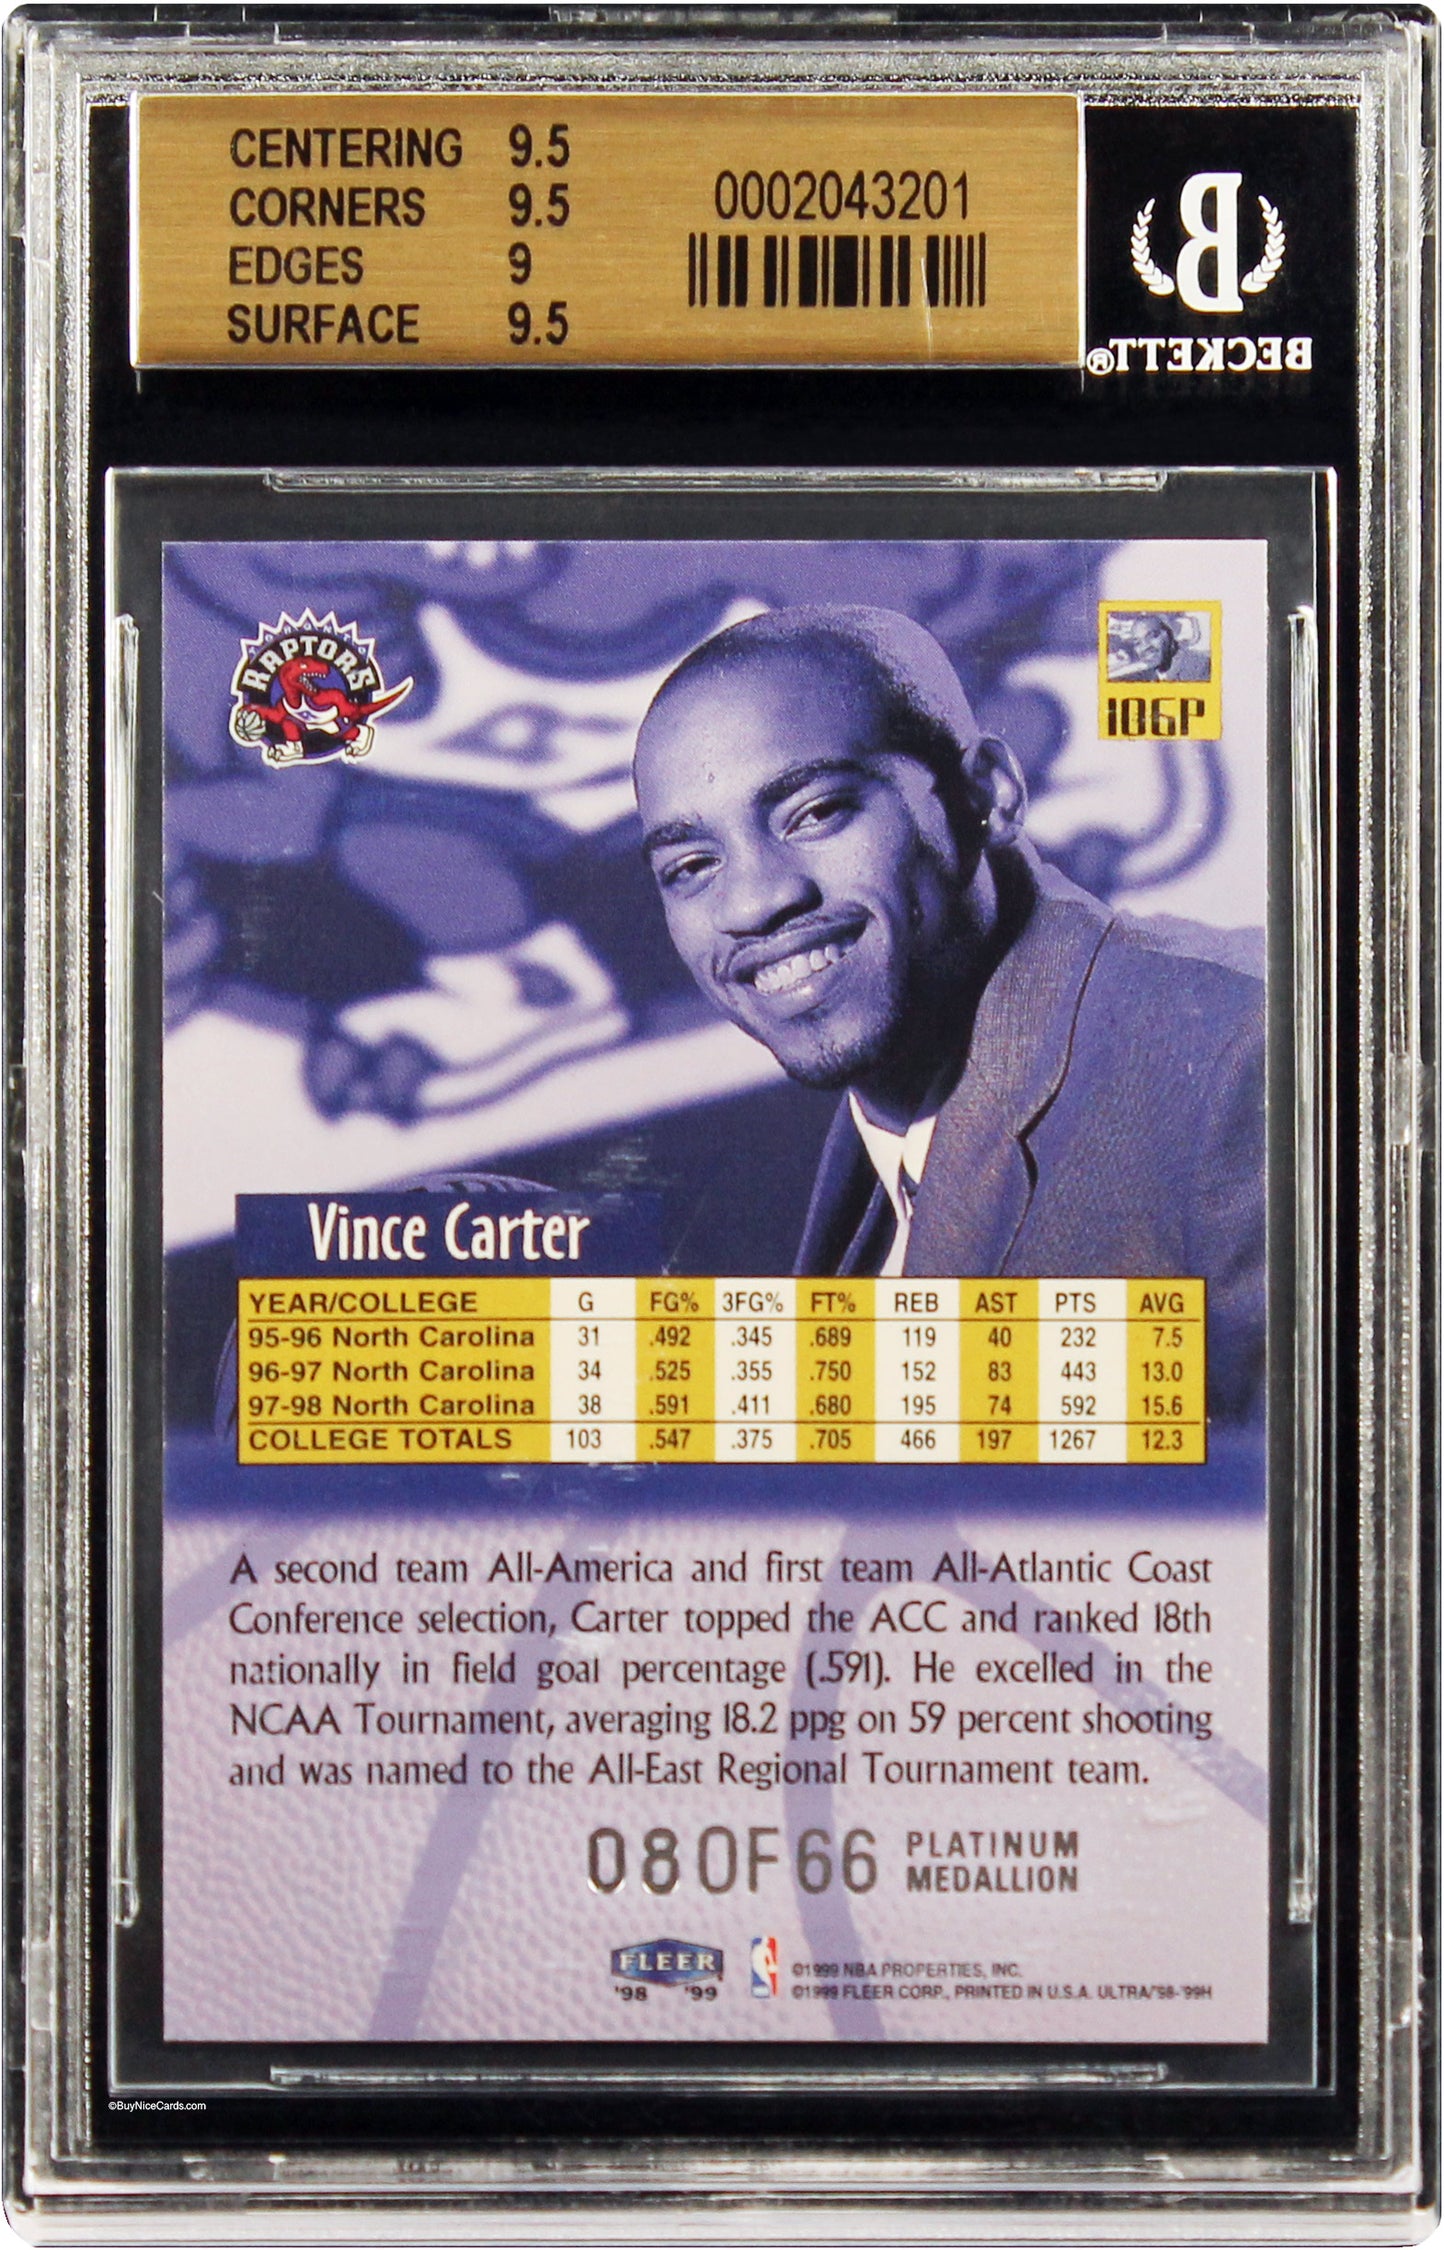 CENTERING 9.5
CORNERS 9.5
EDGES 9
SURFACE 9.5
0002043201
B
BECKETT®
TORONTO
RAPTORS
106P
Vince Carter
YEAR/COLLEGE G FG% 3FG% FT% REB AST PTS AVG
95-96 North Carolina 31 .492 .345 .689 119 40 232 7.5
96-97 North Carolina 34 .525 .355 .750 152 83 443 13.0
97-98 North Carolina 38 .591 .411 .680 195 74 592 15.6
COLLEGE TOTALS 103 .547 .375 .705 466 197 1267 12.3
A second team All-America and first team All-Atlantic Coast
Conference selection, Carter topped the ACC and ranked 18th
nationally in field goal percentage (.591). He excelled in the
NCAA Tournament, averaging 18.2 ppg on 59 percent shooting
and was named to the All-East Regional Tournament team.
080F66 PLATINUM
MEDALLION
FLEER
'98 '99
©1999 NBA PROPERTIES, INC.
©1999 FLEER CORP., PRINTED IN U.S.A. ULTRA/'98-'99H
©BuyNiceCards.com